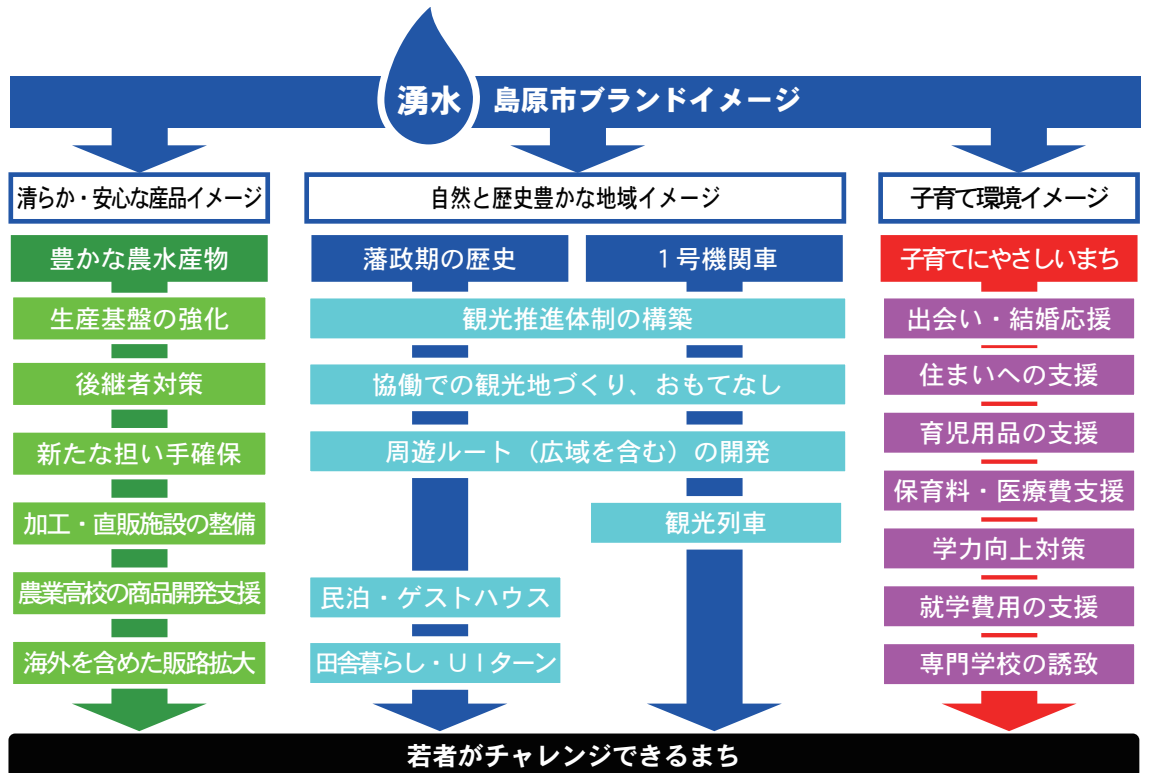 湧水
島原市ブランドイメージ
清らか・安心な産品イメージ
豊かな農水産物
生産基盤の強化
後継者対策
新たな担い手確保
加工・直販施設の整備
農業高校の商品開発支援
海外を含めた販路拡大
自然と歴史豊かな地域イメージ
藩政期の歴史
1号機関車
観光推進体制の構築
協働での観光地づくり、おもてなし
周遊ルート（広域を含む）の開発
観光列車
民泊・ゲストハウス
田舎暮らし・UIターン
子育て環境イメージ
子育てにやさしいまち
出会い・結婚応援
住まいへの支援
育児用品の支援
保育料・医療費支援
学力向上対策
就学費用の支援
専門学校の誘致
若者がチャレンジできるまち